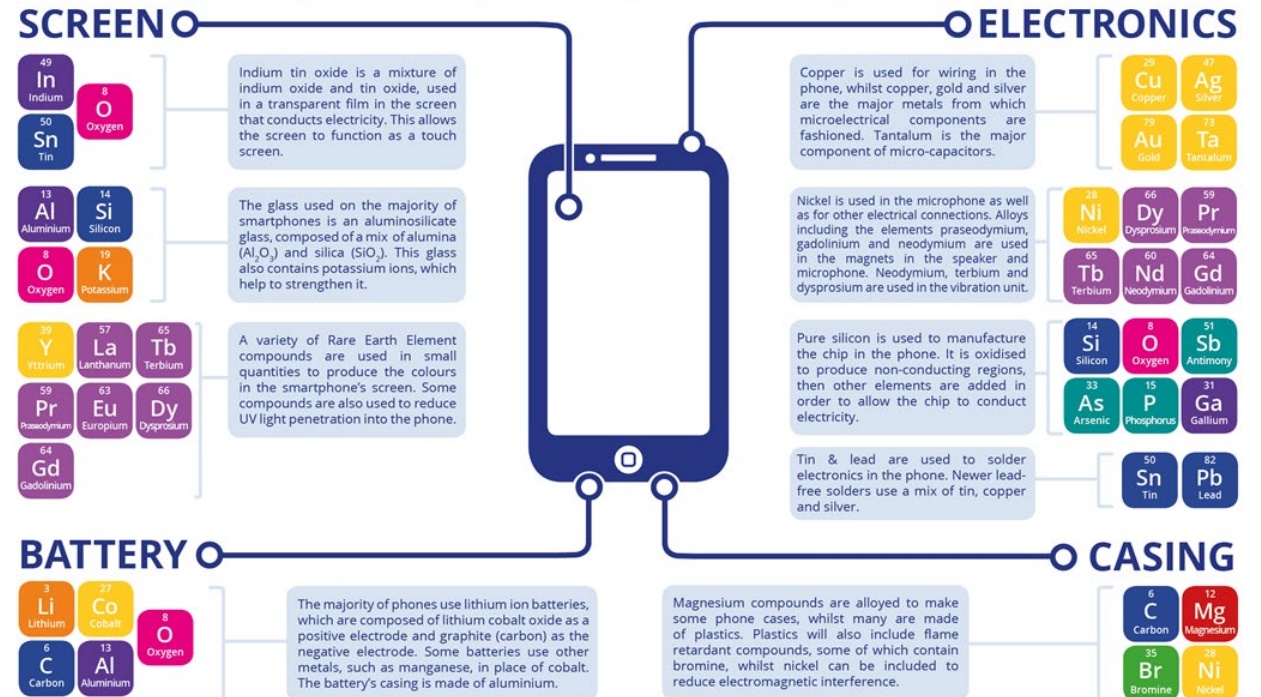 SCREEN
49
In
Indium
8
O
Oxygen
50
Sn
Tin
Indium tin oxide is a mixture of
indium oxide and tin oxide, used
in a transparent film in the screen
that conducts electricity. This allows
the screen to function as a touch
screen.
13
Al
Aluminium
14
Si
Silicon
8
O
Oxygen
19
K
Potassium
The glass used on the majority of
smartphones is an aluminosilicate
glass, composed of a mix of alumina
(Al₂O₃) and silica (SiO₂). This glass
also contains potassium ions, which
help to strengthen it.
39
Y
Yttrium
57
La
Lanthanum
65
Tb
Terbium
59
Pr
Praseodymium
63
Eu
Europium
66
Dy
Dysprosium
64
Gd
Gadolinium
A variety of Rare Earth Element
compounds are used in small
quantities to produce the colours
in the smartphone's screen. Some
compounds are also used to reduce
UV light penetration into the phone.
ELECTRONICS
Copper is used for wiring in the
phone, whilst copper, gold and silver
are the major metals from which
microelectrical components are
fashioned. Tantalum is the major
component of micro-capacitors.
29
Cu
Copper
47
Ag
Silver
79
Au
Gold
73
Ta
Tantalum
Nickel is used in the microphone as well
as for other electrical connections. Alloys
including the elements praseodymium,
gadolinium and neodymium are used
in the magnets in the speaker and
microphone. Neodymium, terbium and
dysprosium are used in the vibration unit.
28
Ni
Nickel
66
Dy
Dysprosium
59
Pr
Praseodymium
65
Tb
Terbium
60
Nd
Neodymium
64
Gd
Gadolinium
Pure silicon is used to manufacture
the chip in the phone. It is oxidised
to produce non-conducting regions,
then other elements are added in
order to allow the chip to conduct
electricity.
14
Si
Silicon
8
O
Oxygen
51
Sb
Antimony
33
As
Arsenic
15
P
Phosphorus
31
Ga
Gallium
Tin & lead are used to solder
electronics in the phone. Newer lead-
free solders use a mix of tin, copper
and silver.
50
Sn
Tin
82
Pb
Lead
BATTERY
3
Li
Lithium
27
Co
Cobalt
8
O
Oxygen
6
C
Carbon
13
Al
Aluminium
The majority of phones use lithium ion batteries,
which are composed of lithium cobalt oxide as a
positive electrode and graphite (carbon) as the
negative electrode. Some batteries use other
metals, such as manganese, in place of cobalt.
The battery's casing is made of aluminium.
CASING
Magnesium compounds are alloyed to make
some phone cases, whilst many are made
of plastics. Plastics will also include flame
retardant compounds, some of which contain
bromine, whilst nickel can be included to
reduce electromagnetic interference.
6
C
Carbon
12
Mg
Magnesium
35
Br
Bromine
28
Ni
Nickel